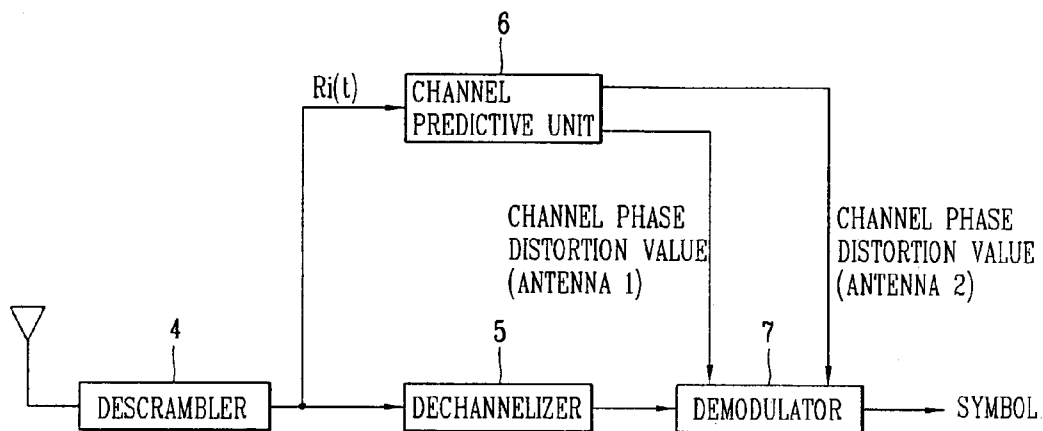 6
Ri(t)
CHANNEL
PREDICTIVE UNIT
CHANNEL PHASE
DISTORTION VALUE
(ANTENNA 1)
CHANNEL PHASE
DISTORTION VALUE
(ANTENNA 2)
4
5
7
DESCRAMBLER
DECHANNELIZER
DEMODULATOR
SYMBOL